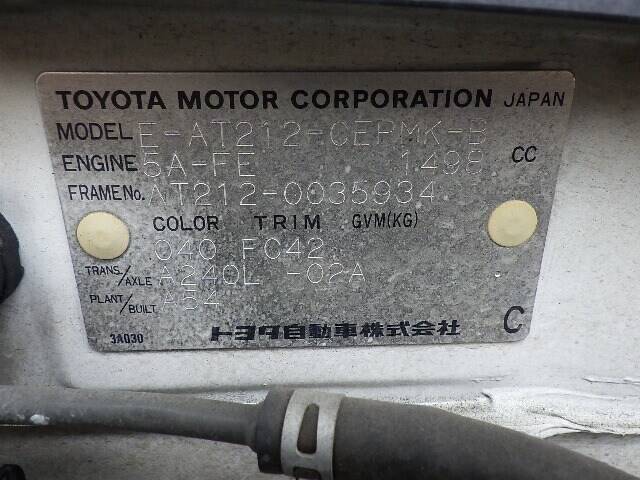 TOYOTA MOTOR CORPORATION JAPAN
MODEL E-AT212-CEPMK-B
ENGINE 5A-FE 1498 CC
FRAME No. AT212-0035934
COLOR TRIM GVM(KG)
040 FC42
TRANS./AXLE A240L -02A
PLANT/BUILT A54
3A030 トヨタ自動車株式会社 C